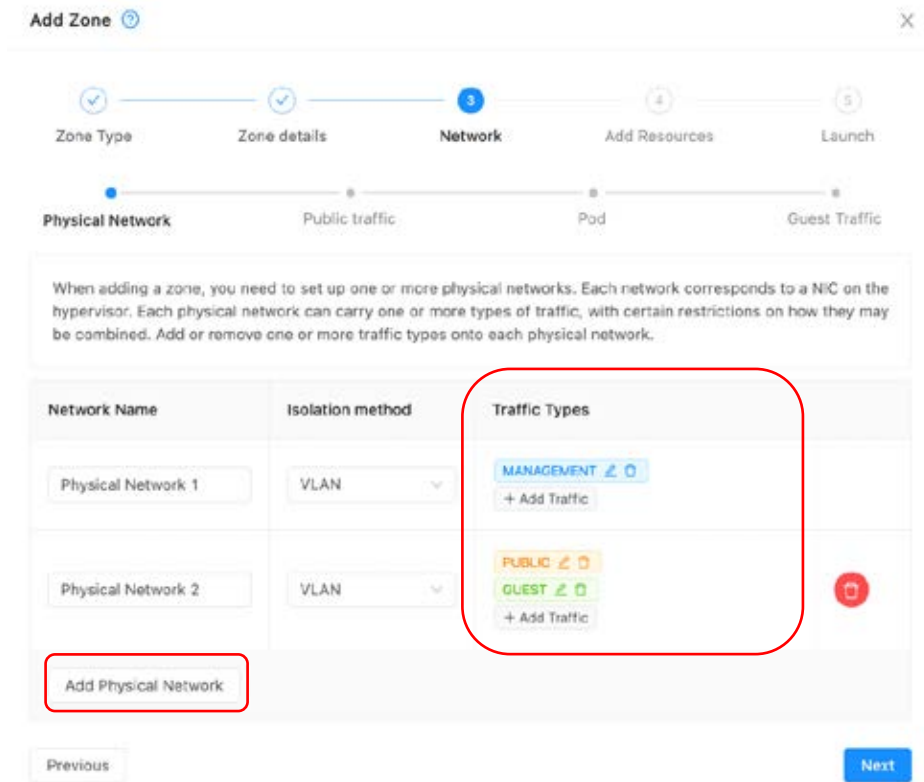 Add Zone
3
4
5
Zone Type
Zone details
Network
Add Resources
Launch
Physical Network
Public traffic
Pod
Guest Traffic
When adding a zone, you need to set up one or more physical networks. Each network corresponds to a NIC on the
hypervisor. Each physical network can carry one or more types of traffic, with certain restrictions on how they may
be combined. Add or remove one or more traffic types onto each physical network.
Network Name
Isolation method
Traffic Types
Physical Network 1
VLAN
MANAGEMENT
+ Add Traffic
Physical Network 2
VLAN
PUBLIC
GUEST
+ Add Traffic
Add Physical Network
Previous
Next